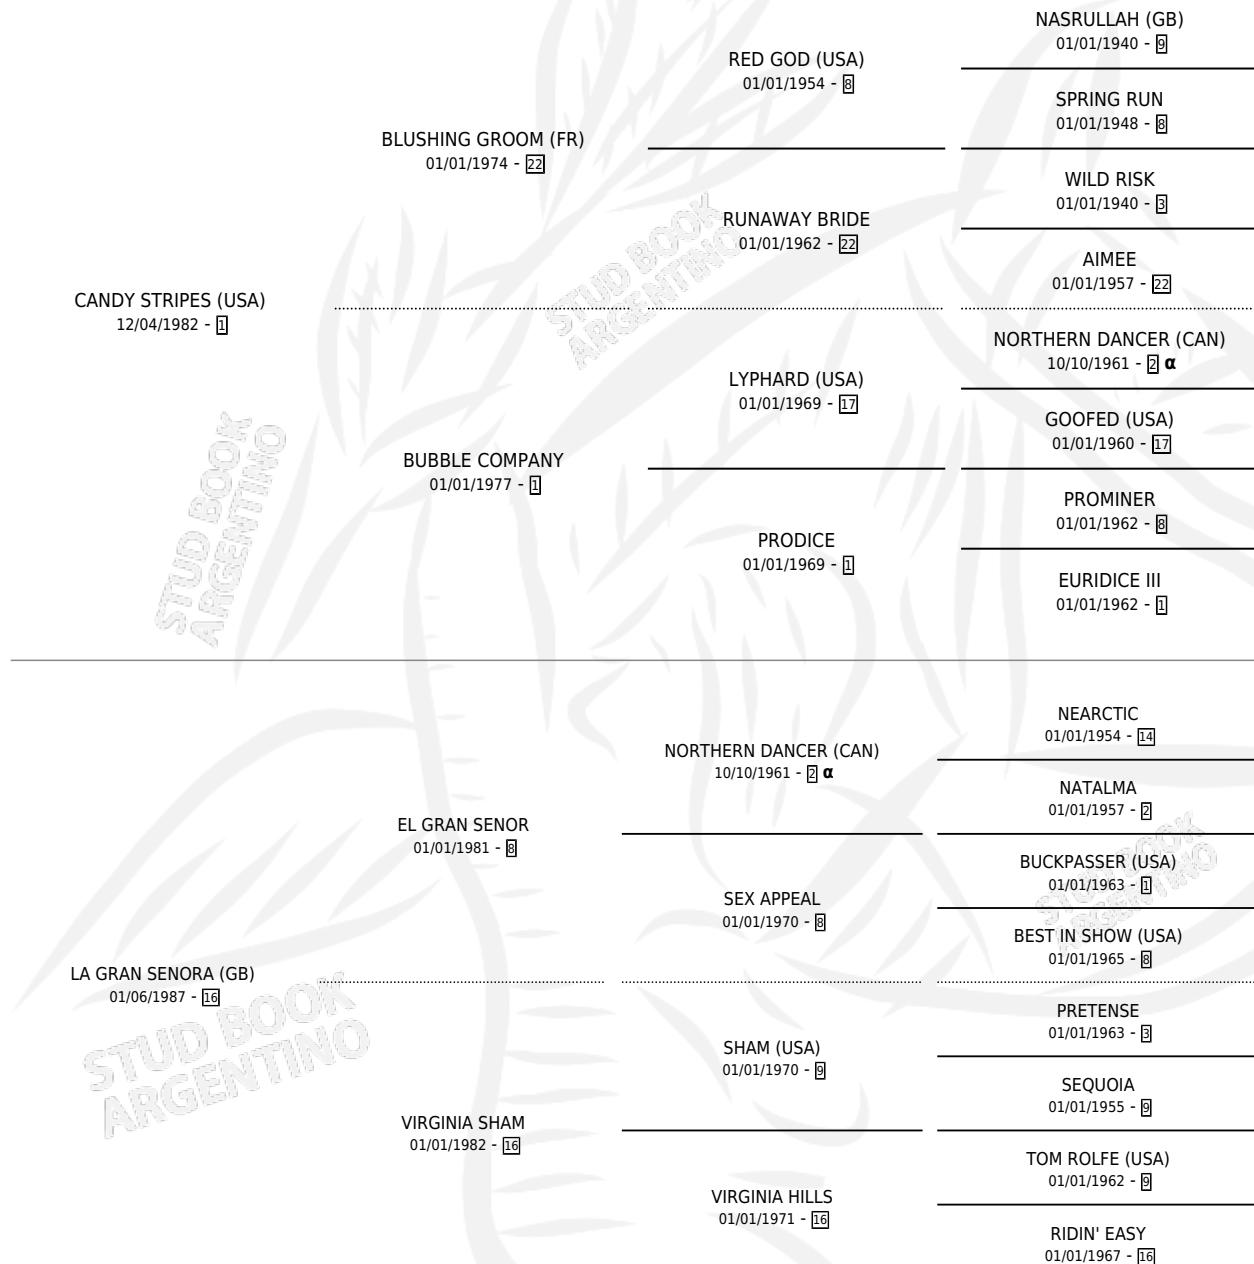 NASRULLAH (GB)
01/01/1940 - 9
RED GOD (USA)
01/01/1954 - 8
SPRING RUN
01/01/1948 - 8
BLUSHING GROOM (FR)
01/01/1974 - 22
WILD RISK
01/01/1940 - 3
RUNAWAY BRIDE
01/01/1962 - 22
AIMEE
01/01/1957 - 22
CANDY STRIPES (USA)
12/04/1982 - 1
NORTHERN DANCER (CAN)
10/10/1961 - 2 α
LYPHARD (USA)
01/01/1969 - 17
GOOFED (USA)
01/01/1960 - 17
BUBBLE COMPANY
01/01/1977 - 1
PROMINER
01/01/1962 - 8
PRODICE
01/01/1969 - 1
EURIDICE III
01/01/1962 - 1
STUD BOOK
ARGENTINO
STUD BOOK
ARGENTINO
NEARCTIC
01/01/1954 - 14
NORTHERN DANCER (CAN)
10/10/1961 - 2 α
NATALMA
01/01/1957 - 2
EL GRAN SENOR
01/01/1981 - 8
BUCKPASSER (USA)
01/01/1963 - 1
SEX APPEAL
01/01/1970 - 8
BEST IN SHOW (USA)
01/01/1965 - 8
LA GRAN SENORA (GB)
01/06/1987 - 16
PRETENSE
01/01/1963 - 3
SHAM (USA)
01/01/1970 - 9
SEQUOIA
01/01/1955 - 9
VIRGINIA SHAM
01/01/1982 - 16
TOM ROLFE (USA)
01/01/1962 - 9
VIRGINIA HILLS
01/01/1971 - 16
RIDIN' EASY
01/01/1967 - 16
STUD BOOK
ARGENTINO
STUD BOOK
ARGENTINO